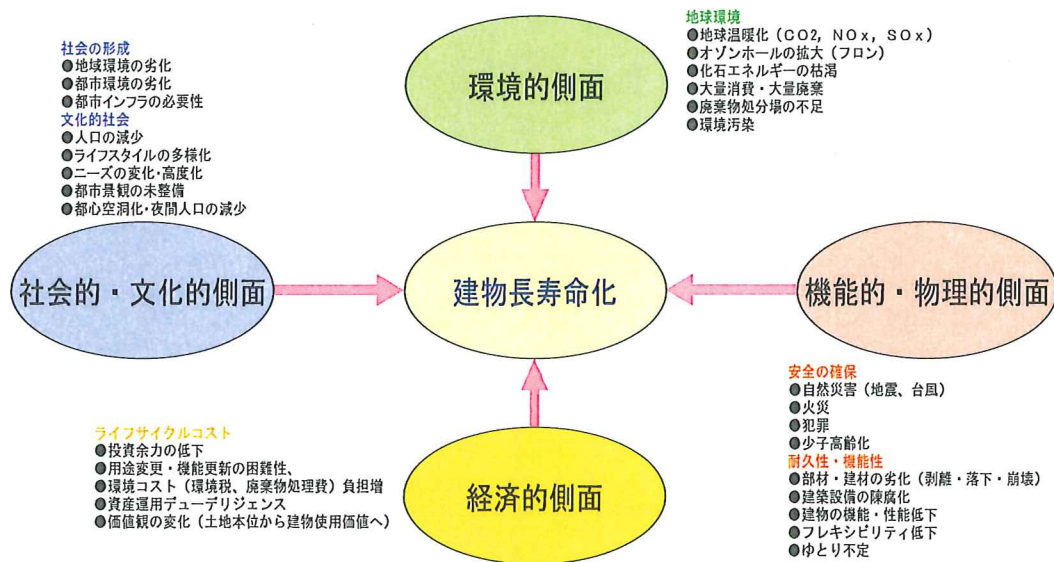 社会の形成
●地域環境の劣化
●都市環境の劣化
●都市インフラの必要性
文化的社会
●人口の減少
●ライフスタイルの多様化
●ニーズの変化・高度化
●都市景観の未整備
●都心空洞化・夜間人口の減少
環境的側面
地球環境
●地球温暖化（CO2, NOx, SOx）
●オゾンホールの拡大（フロン）
●化石エネルギーの枯渇
●大量消費・大量廃棄
●廃棄物処分場の不足
●環境汚染
社会的・文化的側面
建物長寿命化
機能的・物理的側面
ライフサイクルコスト
●投資余力の低下
●用途変更・機能更新の困難性、
●環境コスト（環境税、廃棄物処理費）負担増
●資産運用デューデリジェンス
●価値観の変化（土地本位から建物使用価値へ）
経済的側面
安全の確保
●自然災害（地震、台風）
●火災
●犯罪
●少子高齢化
耐久性・機能性
●部材・建材の劣化（剥離・落下・崩壊）
●建築設備の陳腐化
●建物の機能・性能低下
●フレキシビリティ低下
●ゆとり不定